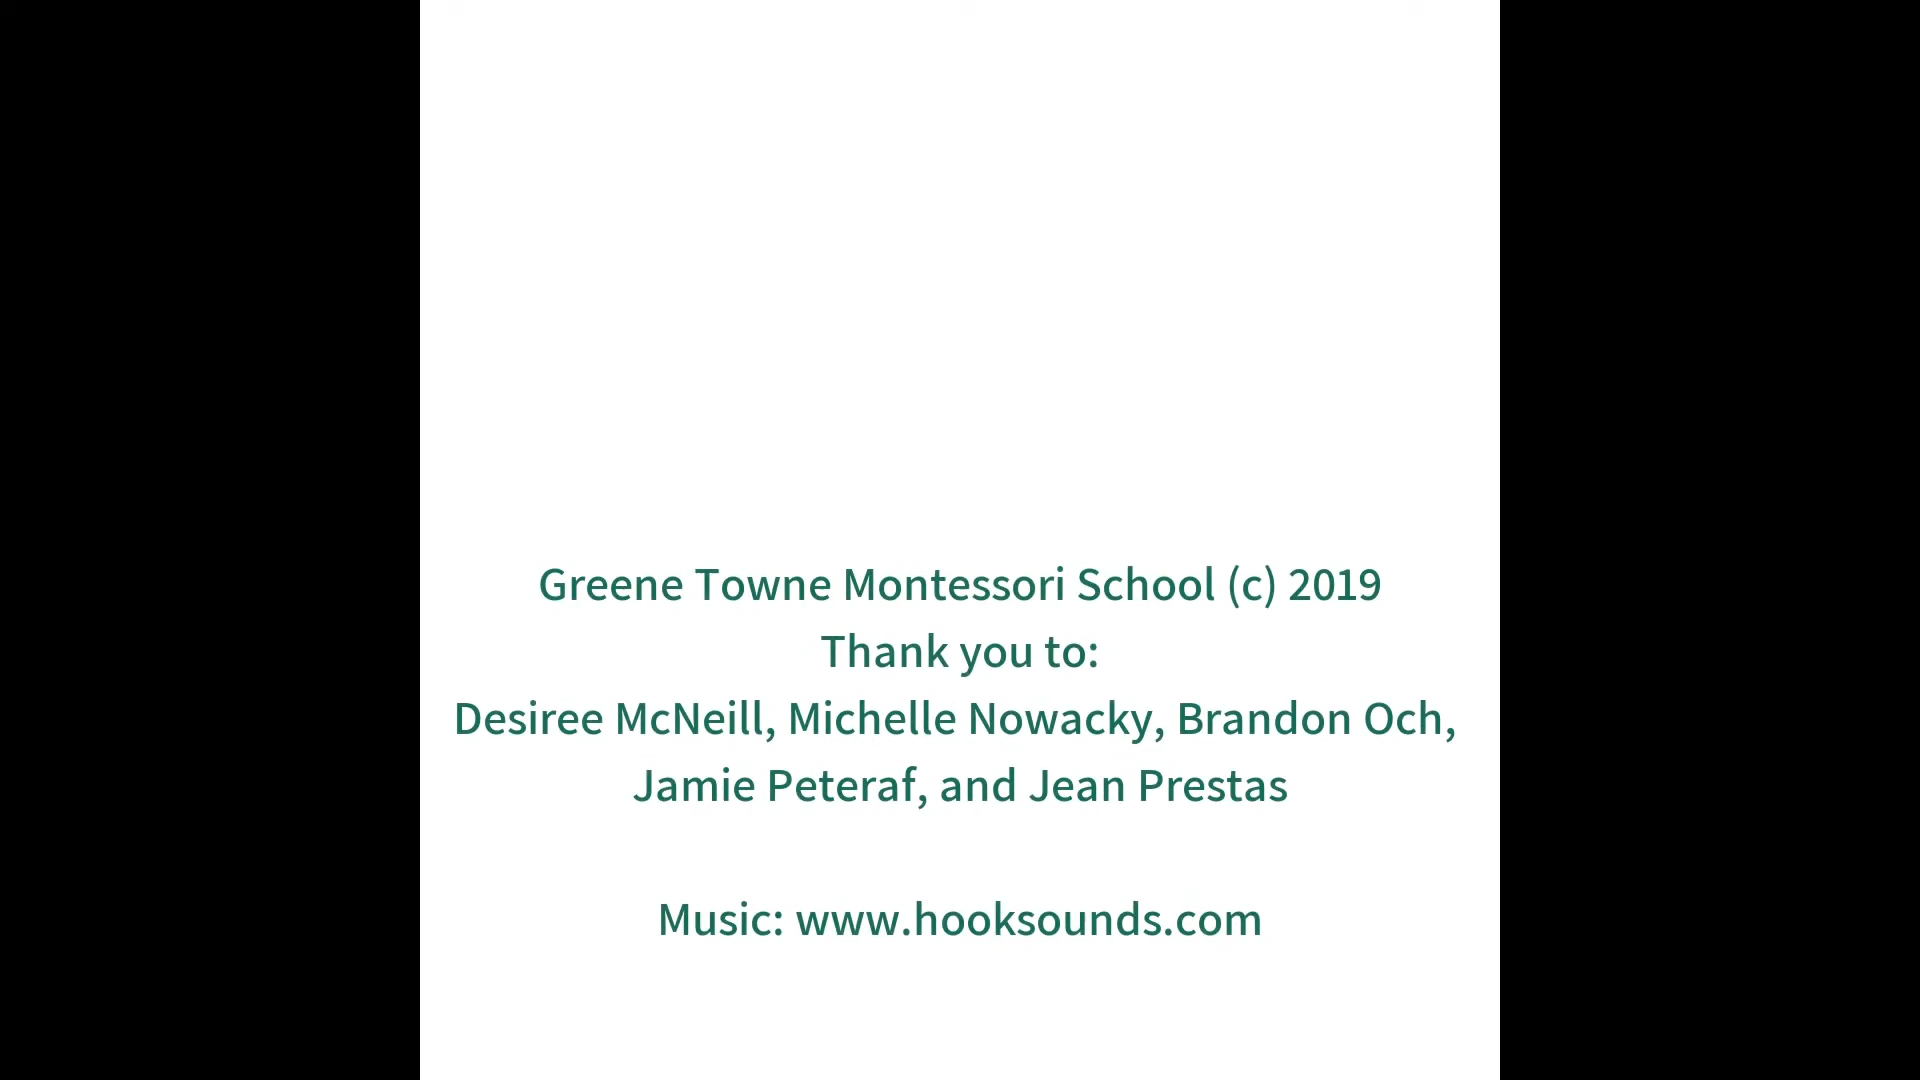 Greene Towne Montessori School (c) 2019
Thank you to:
Desiree McNeill, Michelle Nowacky, Brandon Och,
Jamie Peteraf, and Jean Prestas
Music: www.hooksounds.com